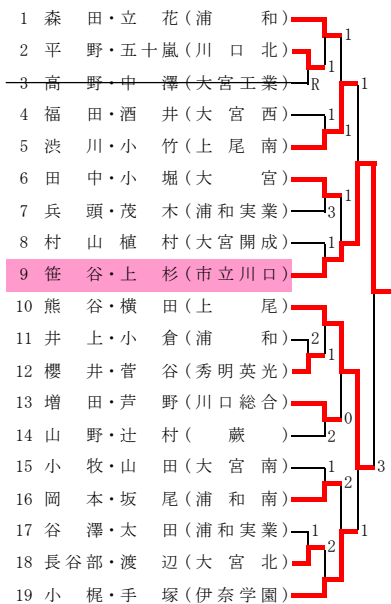 1 森 田・立 花(浦 和) 1
2 平 野・五十嵐(川 口 北) 1
3 高 野・中 澤(大宮工業) R
4 福 田・酒 井(大 宮 西) 1 1
5 渋 川・小 竹(上 尾 南)
6 田 中・小 堀(大 宮) 1
7 兵 頭・茂 木(浦和実業) 3
8 村 山 植 村(大宮開成) 1
9 笹 谷・上 杉(市立川口)
10 熊 谷・横 田(上 尾)
11 井 上・小 倉(浦 和) 2
12 櫻 井・菅 谷(秀明英光) 1
13 増 田・芦 野(川口総合) 0
14 山 野・辻 村( 蕨 ) 2
15 小 牧・山 田(大 宮 南) 1 3
16 岡 本・坂 尾(浦 和 南) 2
17 谷 澤・太 田(浦和実業) 1 1
18 長谷部・渡 辺(大 宮 北) 2
19 小 梶・手 塚(伊奈学園)